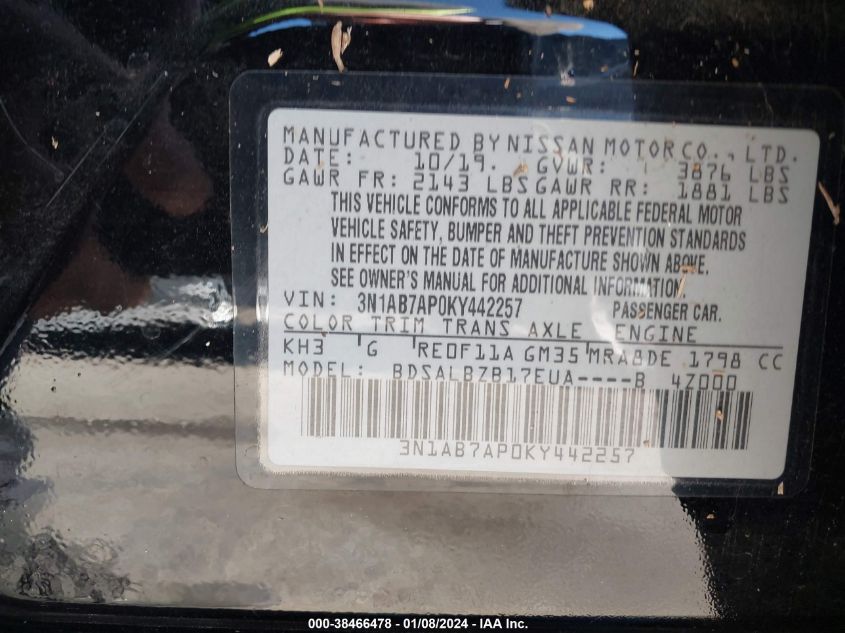 MANUFACTURED BY NISSAN MOTOR CO., LTD.
DATE: 10/19. GVWR: 3876 LBS
GAWR FR: 2143 LBS GAWR RR: 1881 LBS
THIS VEHICLE CONFORMS TO ALL APPLICABLE FEDERAL MOTOR
VEHICLE SAFETY, BUMPER AND THEFT PREVENTION STANDARDS
IN EFFECT ON THE DATE OF MANUFACTURE SHOWN ABOVE.
SEE OWNER'S MANUAL FOR ADDITIONAL INFORMATION.
VIN: 3N1AB7AP0KY442257 PASSENGER CAR.
COLOR TRIM TRANS AXLE ENGINE
KH3 G RE0F11A GM35 MRA8DE 1798 CC
MODEL: BDSALBZB17EUA----B 4Z000
3N1AB7AP0KY442257
000-38466478 - 01/08/2024 - IAA Inc.